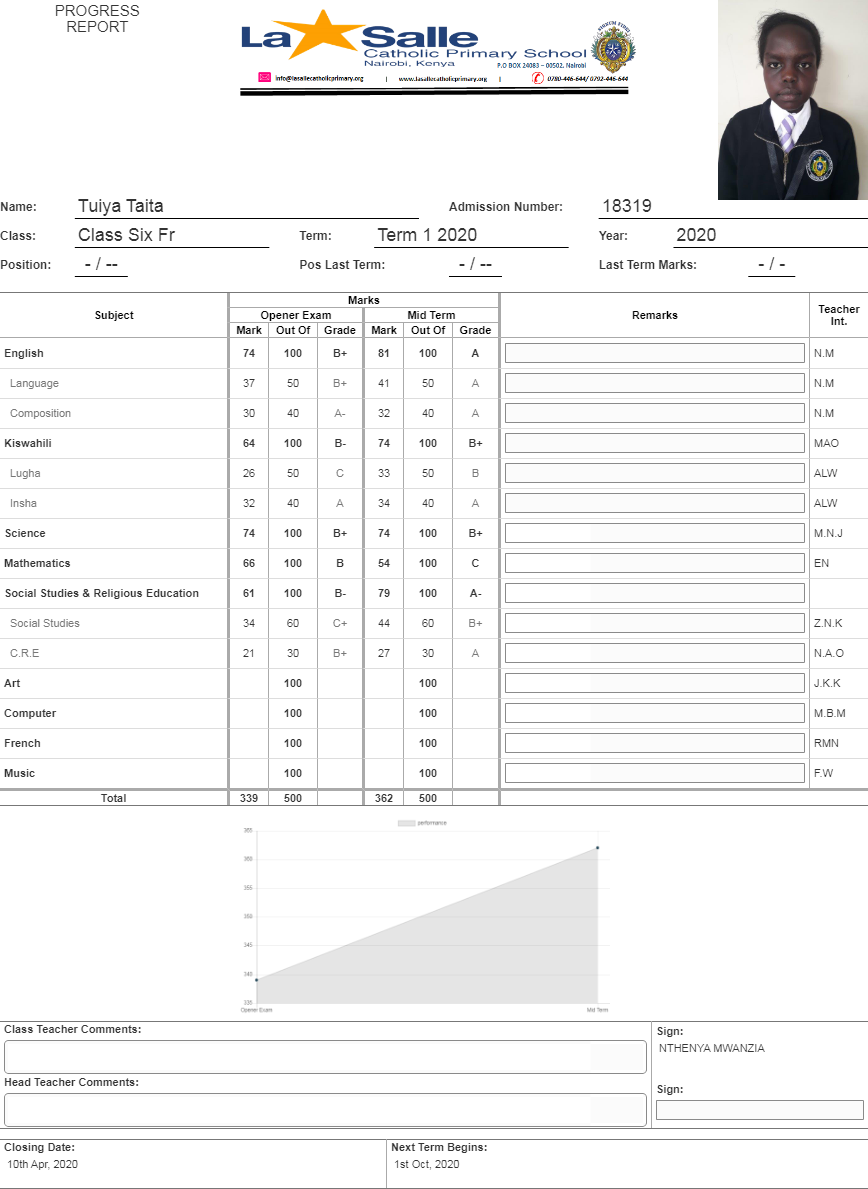 PROGRESS
REPORT
La Salle
Catholic Primary School
Nairobi, Kenya
P.O BOX 24083 – 00502, Nairobi
info@lasallecatholicprimary.org | www.lasallecatholicprimary.org | 0780-446-644/ 0792-446-644
Name: Tuiya Taita Admission Number: 18319
Class: Class Six Fr Term: Term 1 2020 Year: 2020
Position: - / -- Pos Last Term: - / -- Last Term Marks: - / -
Marks
Subject Opener Exam Mid Term Remarks Teacher Int.
Mark Out Of Grade Mark Out Of Grade
English 74 100 B+ 81 100 A N.M
Language 37 50 B+ 41 50 A N.M
Composition 30 40 A- 32 40 A N.M
Kiswahili 64 100 B- 74 100 B+ MAO
Lugha 26 50 C 33 50 B ALW
Insha 32 40 A 34 40 A ALW
Science 74 100 B+ 74 100 B+ M.N.J
Mathematics 66 100 B 54 100 C EN
Social Studies & Religious Education 61 100 B- 79 100 A-
Social Studies 34 60 C+ 44 60 B+ Z.N.K
C.R.E 21 30 B+ 27 30 A N.A.O
Art 100 100 J.K.K
Computer 100 100 M.B.M
French 100 100 RMN
Music 100 100 F.W
Total 339 500 362 500
performance
365
360
355
350
345
340
335
Opener Exam Mid Term
Class Teacher Comments: Sign:
NTHENYA MWANZIA
Head Teacher Comments: Sign:
Closing Date: Next Term Begins:
10th Apr, 2020 1st Oct, 2020